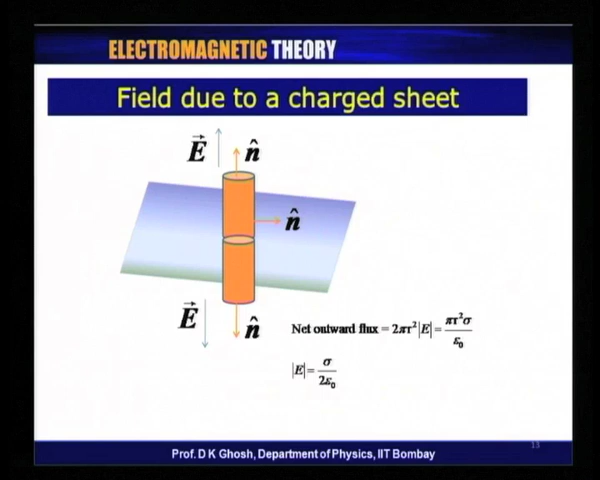 ELECTROMAGNETIC THEORY
Field due to a charged sheet
E⃗ n̂
n̂
E⃗ n̂
Net outward flux = 2πr²|E| = πr²σ/ε₀
|E| = σ/2ε₀
13
Prof. D K Ghosh, Department of Physics, IIT Bombay